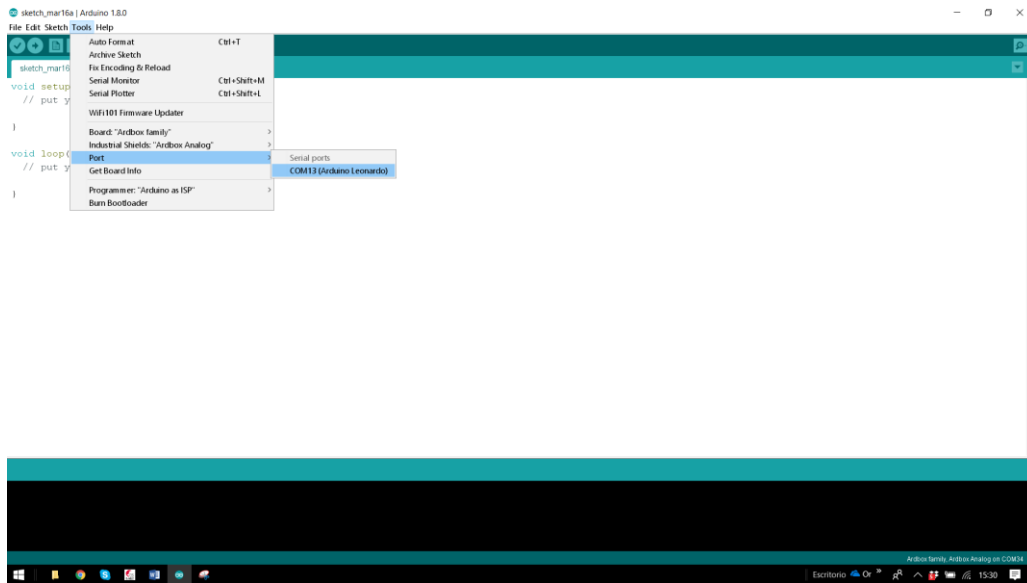 sketch_mar16a | Arduino 1.8.0
File Edit Sketch Tools Help
sketch_mar16
void setup
// put y
}
void loop(
// put y
}
Auto Format Ctrl+T
Archive Sketch
Fix Encoding & Reload
Serial Monitor Ctrl+Shift+M
Serial Plotter Ctrl+Shift+L
WiFi101 Firmware Updater
Board: "Ardbox family"
Industrial Shields: "Ardbox Analog"
Port
Get Board Info
Programmer: "Arduino as ISP"
Burn Bootloader
Serial ports
COM13 (Arduino Leonardo)
Ardbox family, Ardbox Analog on COM34
Escritorio Or 15:30